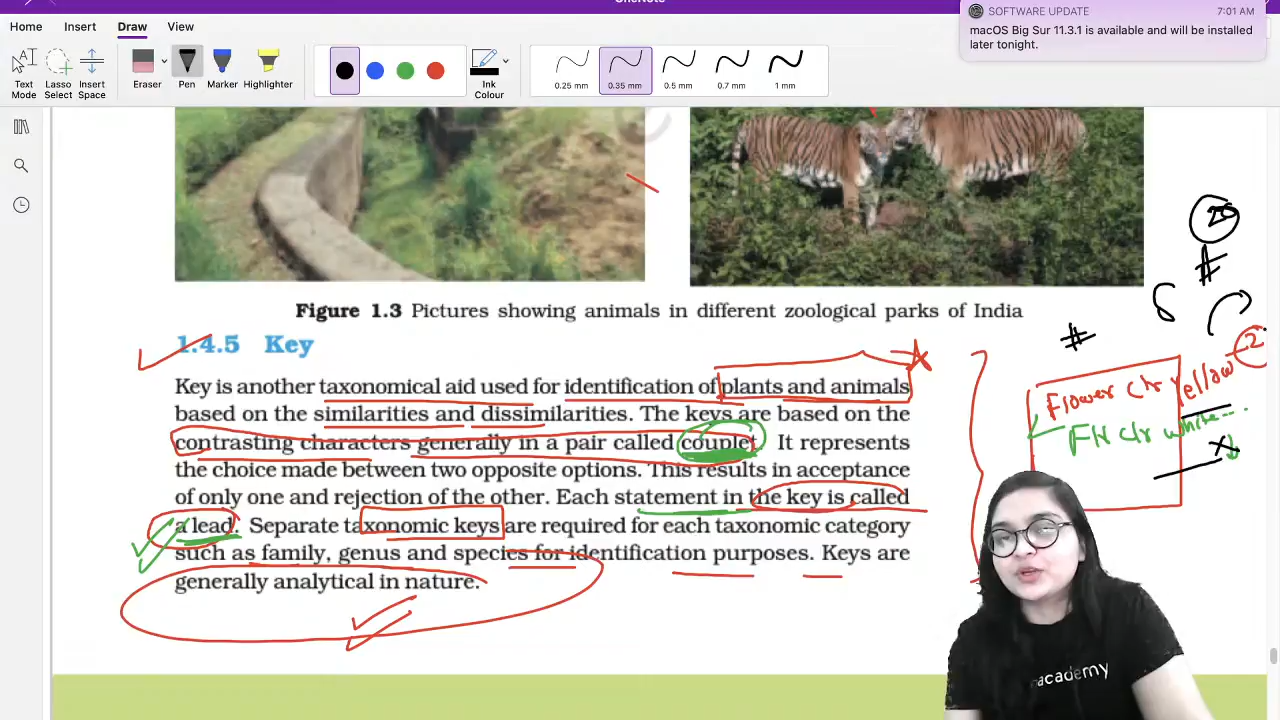 OneNote
Home Insert Draw View
SOFTWARE UPDATE 7:01 AM
macOS Big Sur 11.3.1 is available and will be installed
later tonight.
Text Mode
Lasso Select
Insert Space
Eraser
Pen
Marker
Highlighter
Ink Colour
0.25 mm
0.35 mm
0.5 mm
0.7 mm
1 mm
Figure 1.3 Pictures showing animals in different zoological parks of India
1.4.5 Key
Key is another taxonomical aid used for identification of plants and animals
based on the similarities and dissimilarities. The keys are based on the
contrasting characters generally in a pair called couplet. It represents
the choice made between two opposite options. This results in acceptance
of only one and rejection of the other. Each statement in the key is called
a lead. Separate taxonomic keys are required for each taxonomic category
such as family, genus and species for identification purposes. Keys are
generally analytical in nature.
#
#
Flower clr yellow
clr white...
academy